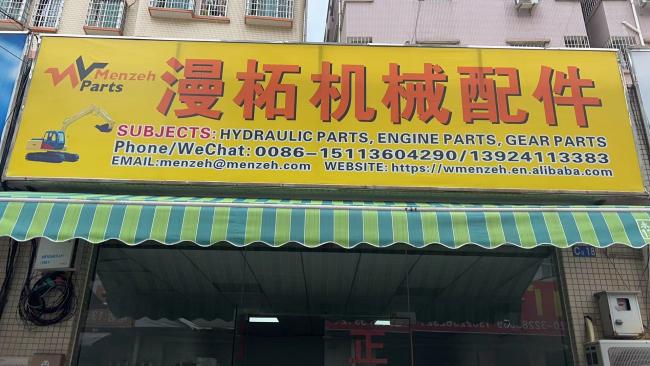 Menzeh
Parts
漫柘机械配件
SUBJECTS: HYDRAULIC PARTS, ENGINE PARTS, GEAR PARTS
Phone/WeChat: 0086-15113604290/13924113383
EMAIL:menzeh@menzeh.com WEBSITE: https://wmenzeh.en.alibaba.com
C-18
正